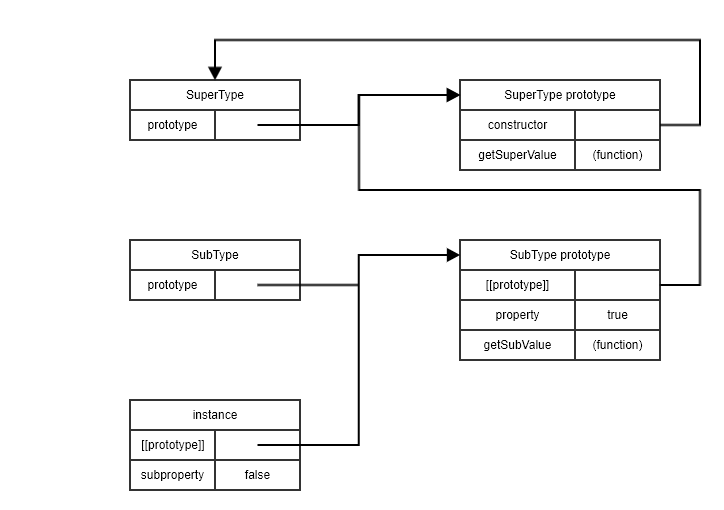 SuperType
prototype
SuperType prototype
constructor
getSuperValue (function)
SubType
prototype
SubType prototype
[[prototype]]
property true
getSubValue (function)
instance
[[prototype]]
subproperty false